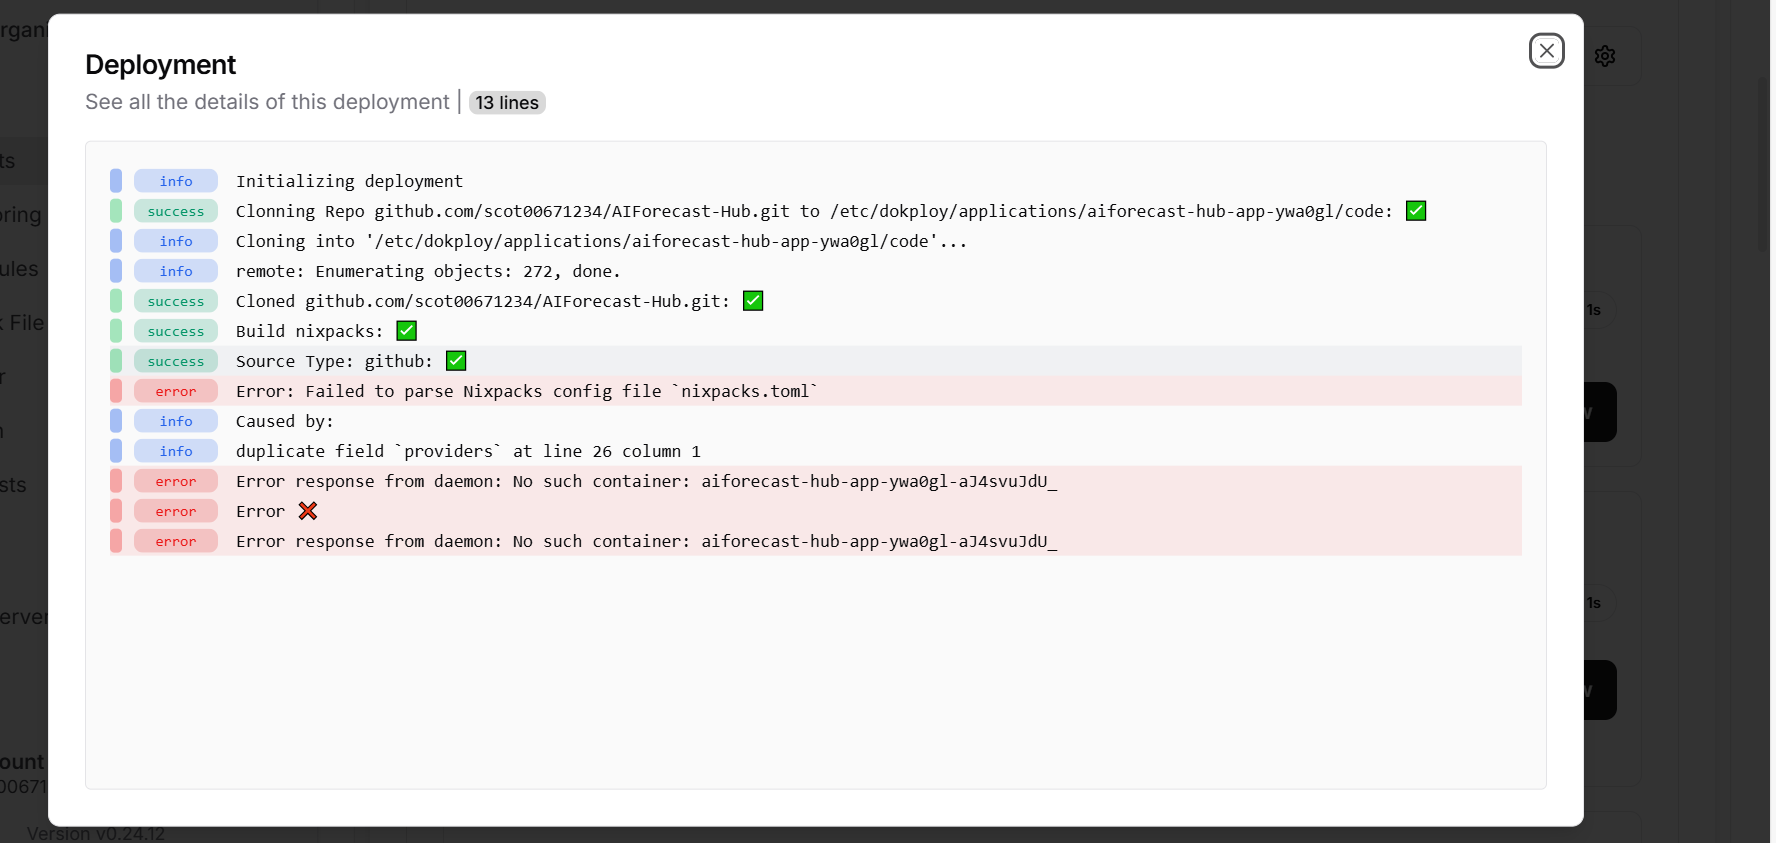 Deployment
See all the details of this deployment | 13 lines
info Initializing deployment
success Clonning Repo github.com/scot00671234/AIForecast-Hub.git to /etc/dokploy/applications/aiforecast-hub-app-ywa0gl/code: ✅
info Cloning into '/etc/dokploy/applications/aiforecast-hub-app-ywa0gl/code'...
info remote: Enumerating objects: 272, done.
success Cloned github.com/scot00671234/AIForecast-Hub.git: ✅
success Build nixpacks: ✅
success Source Type: github: ✅
error Error: Failed to parse Nixpacks config file `nixpacks.toml`
info Caused by:
info duplicate field `providers` at line 26 column 1
error Error response from daemon: No such container: aiforecast-hub-app-ywa0gl-aJ4svuJdU_
error Error ❌
error Error response from daemon: No such container: aiforecast-hub-app-ywa0gl-aJ4svuJdU_
1s
1s
File
ount
00671
Version v0.24.12